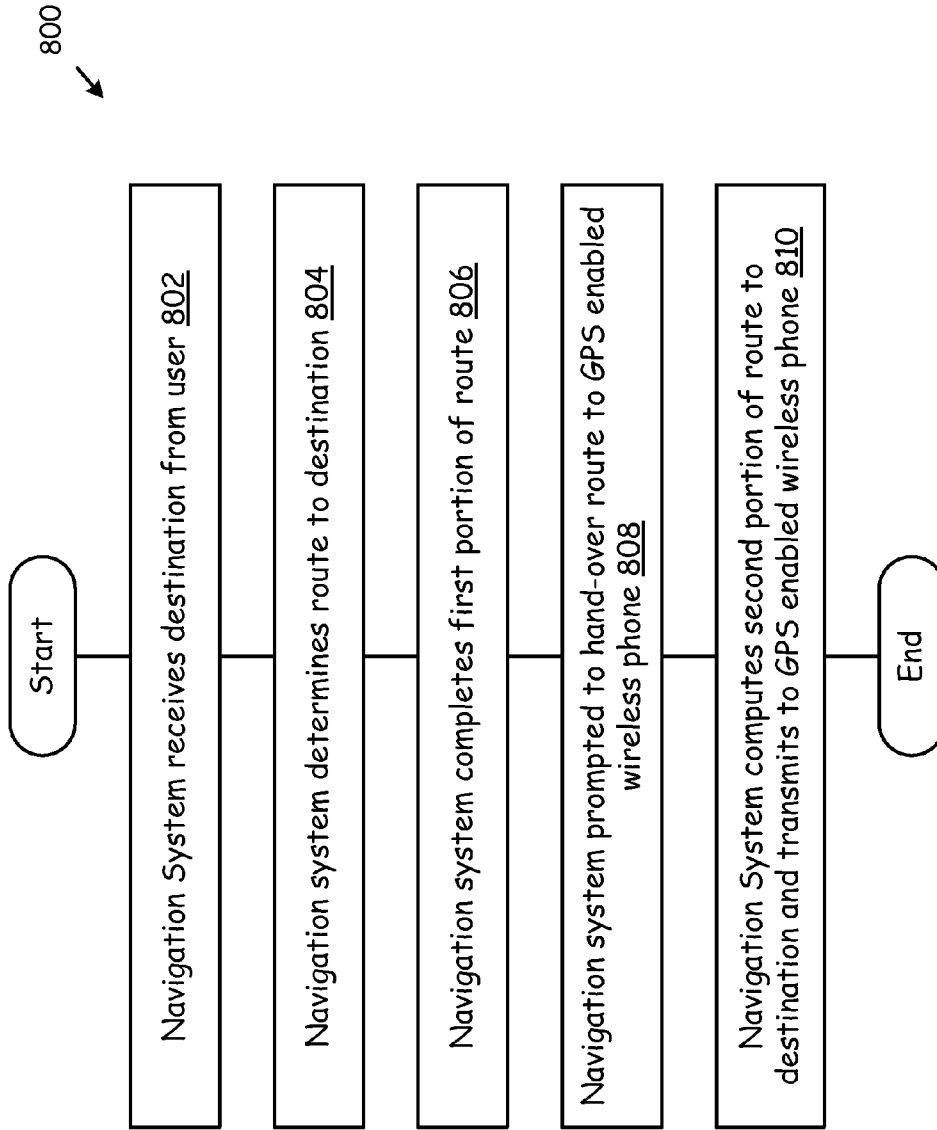 800
Start
Navigation System receives destination from user 802
Navigation system determines route to destination 804
Navigation system completes first portion of route 806
Navigation system prompted to hand-over route to GPS enabled
wireless phone 808
Navigation System computes second portion of route to
destination and transmits to GPS enabled wireless phone 810
End